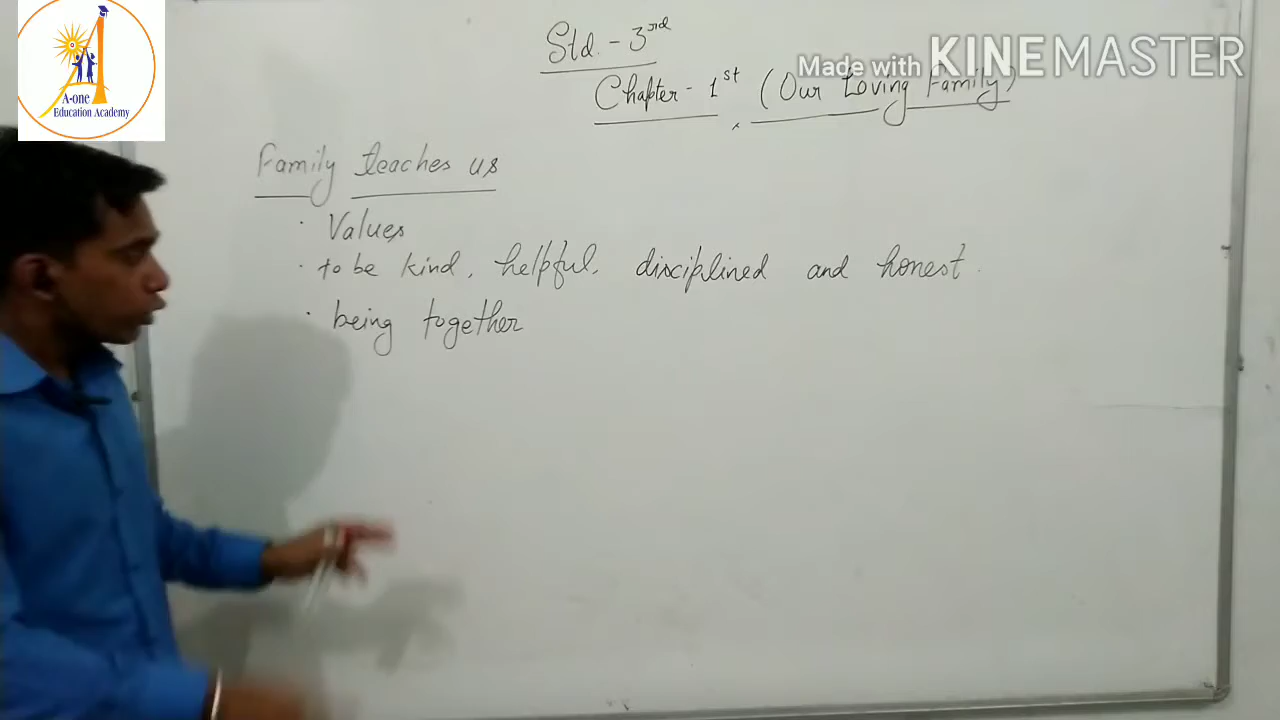 A-one
Education Academy
Made with KINEMASTER
Std. - 3rd
Chapter - 1st (Our Loving Family)
Family teaches us
· Values
· to be kind, helpful, disciplined and honest.
· being together